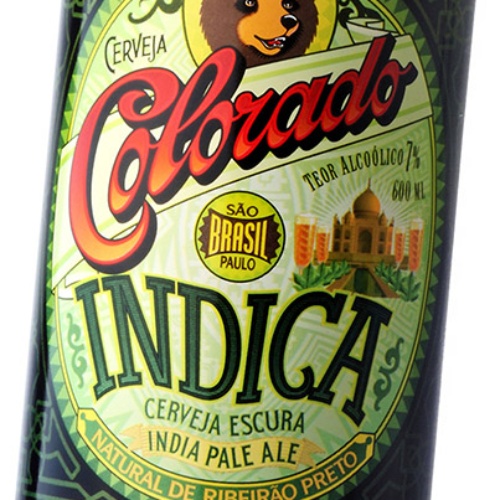 CERVEJA
Colorado
TEOR ALCOÓLICO 7%
600 ML
SÃO
BRASIL
PAULO
INDICA
CERVEJA ESCURA
INDIA PALE ALE
NATURAL DE RIBEIRÃO PRETO